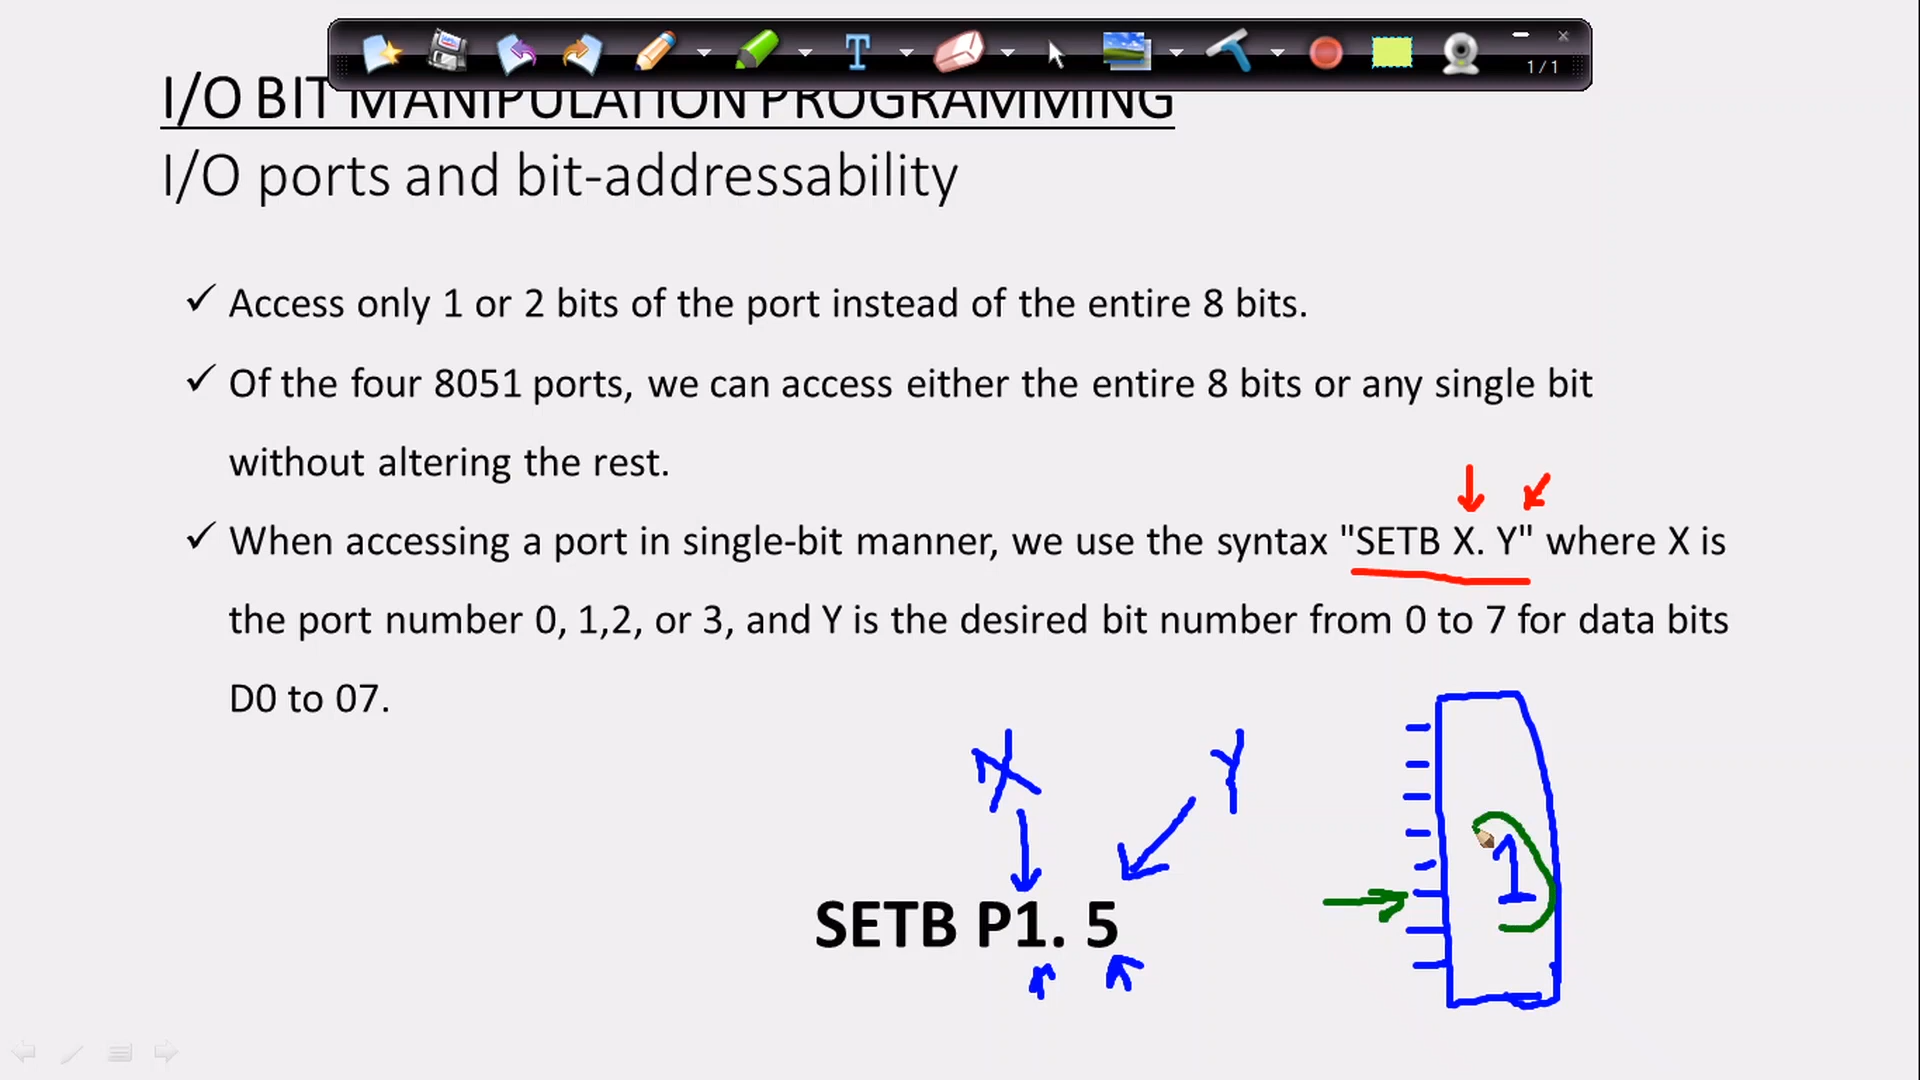 1/1
I/O BIT MANIPULATION PROGRAMMING
I/O ports and bit-addressability
✓ Access only 1 or 2 bits of the port instead of the entire 8 bits.
✓ Of the four 8051 ports, we can access either the entire 8 bits or any single bit
without altering the rest.
✓ When accessing a port in single-bit manner, we use the syntax "SETB X. Y" where X is
the port number 0, 1,2, or 3, and Y is the desired bit number from 0 to 7 for data bits
D0 to 07.
X Y
1
SETB P1. 5